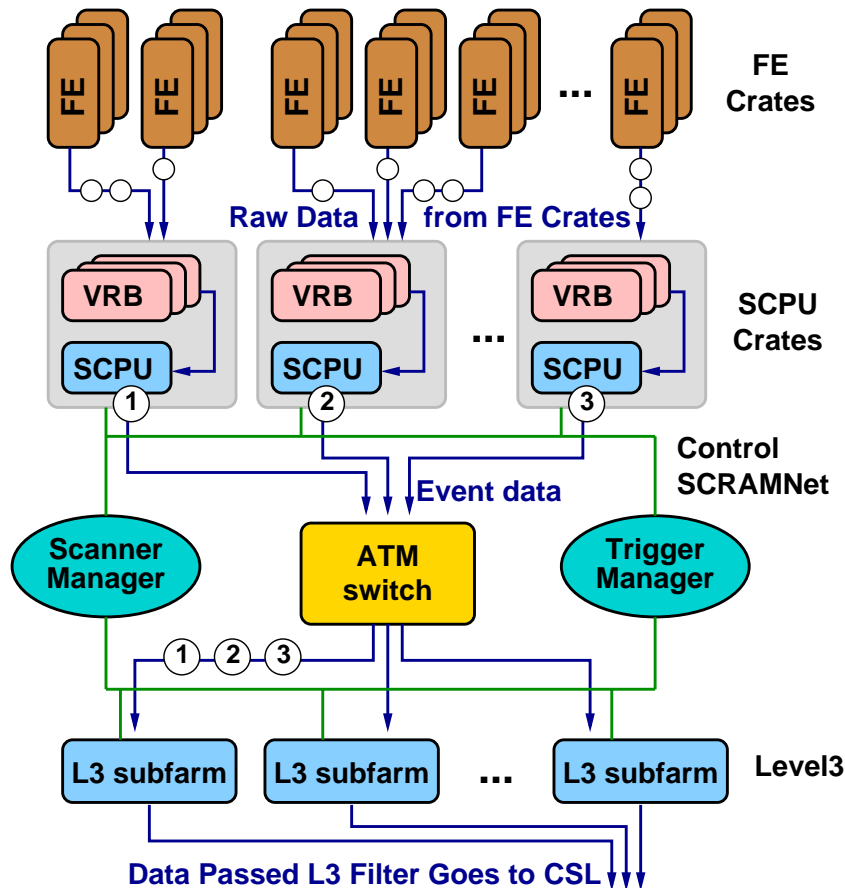 FE
FE
FE
FE
FE
...
FE
FE
Crates
Raw Data
from FE Crates
VRB
VRB
VRB
SCPU
SCPU
...
SCPU
SCPU
Crates
1
2
3
Control
SCRAMNet
Event data
Scanner
Manager
ATM
switch
Trigger
Manager
1
2
3
L3 subfarm
L3 subfarm
...
L3 subfarm
Level3
Data Passed L3 Filter Goes to CSL